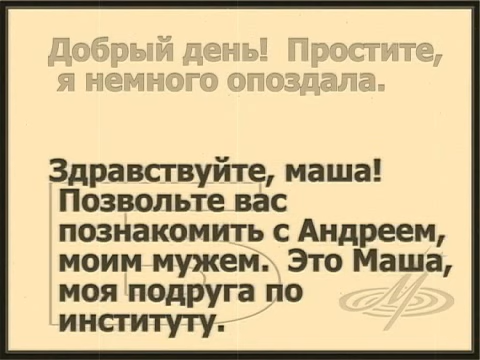 Добрый день!  Простите,
я немного опоздала.
Здравствуйте, маша!
Позвольте вас
познакомить с Андреем,
моим мужем.  Это Маша,
моя подруга по
институту.